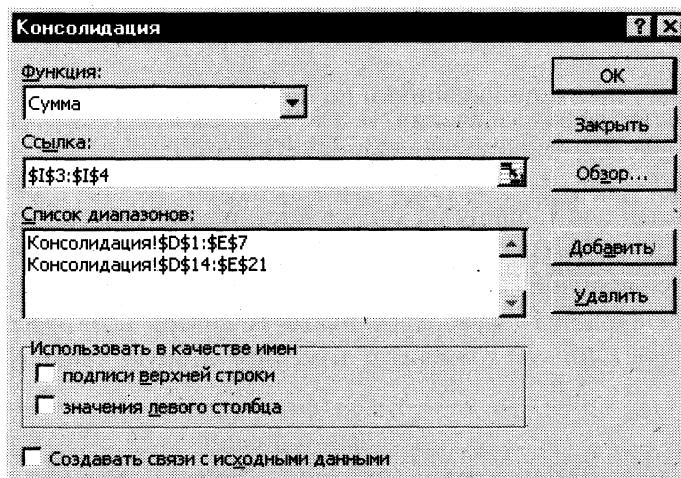 Консолидация
Функция:
Сумма
OK
Закрыть
Ссылка:
$I$3:$I$4
Обзор...
Список диапазонов:
Консолидация!$D$1:$E$7
Консолидация!$D$14:$E$21
Добавить
Удалить
Использовать в качестве имен
подписи верхней строки
значения левого столбца
Создавать связи с исходными данными